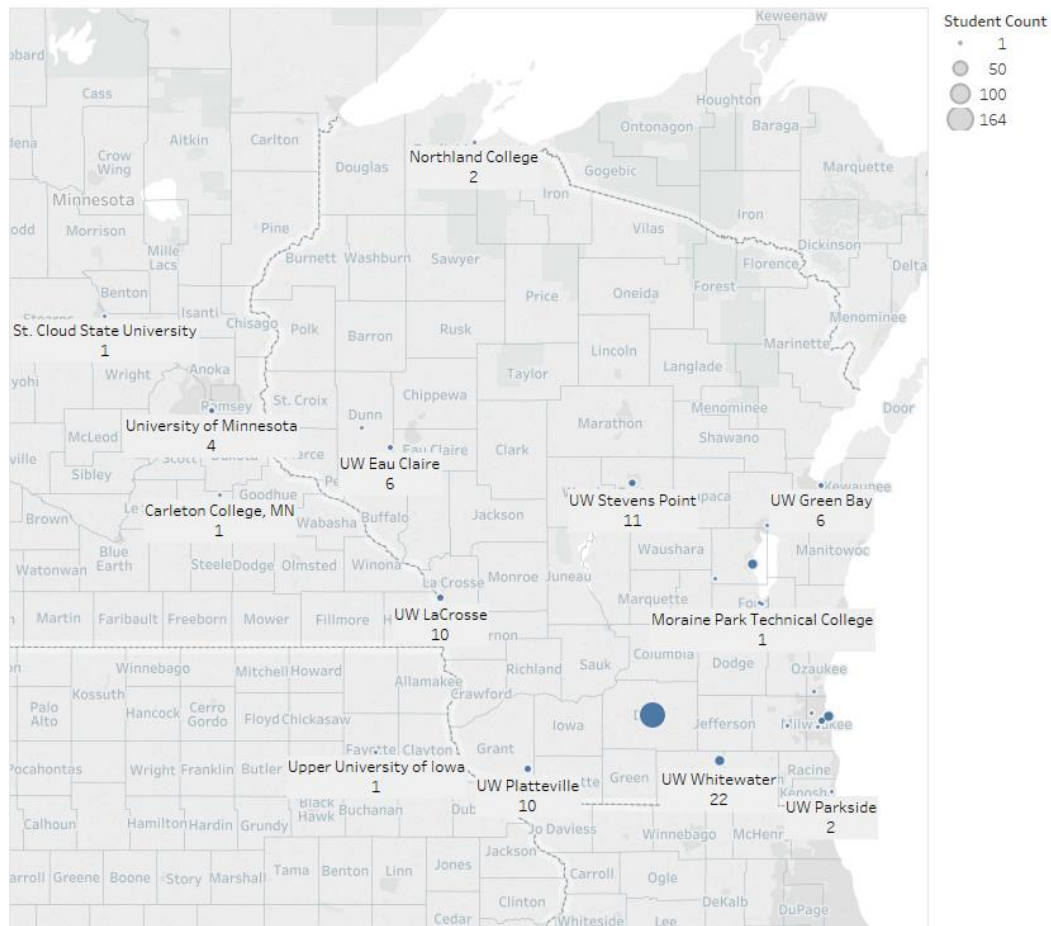 Student Count
1
50
100
164
Keweenaw
Houghton
Ontonagon
Baraga
Cass
Aitkin
Carlton
Crow
Wing
Douglas
Northland College
2
Gogebic
Marquette
Iron
Iron
Minnesota
Morrison
Pine
Vilas
Dickinson
Mille
Lacs
Burnett
Washburn
Sawyer
Florence
Delta
Benton
Price
Oneida
Forest
Isanti
Chisago
Polk
Barron
Rusk
Menominee
St. Cloud State University
1
Lincoln
Marinette
Langlade
Wright
Anoka
Taylor
Chippewa
St. Croix
Menominee
Door
Ramsey
Dunn
Marathon
University of Minnesota
4
McLeod
Shawano
Eau Claire
Clark
UW Eau Claire
6
Sibley
Goodhue
Kewaunee
UW Stevens Point
11
UW Green Bay
6
Carleton College, MN
1
Brown
Wabasha
Buffalo
Jackson
Blue
Earth
Waushara
Manitowoc
Watonwan
Steele
Dodge
Olmsted
Winona
La Crosse
Monroe
Juneau
Marquette
Martin
Faribault
Freeborn
Mower
Fillmore
UW LaCrosse
10
Moraine Park Technical College
1
Columbia
Dodge
Ozaukee
Winnebago
Mitchell
Howard
Richland
Sauk
Kossuth
Allamakee
Crawford
Palo
Alto
Hancock
Cerro
Gordo
Floyd
Chickasaw
Iowa
Jefferson
Milwaukee
Fayette
Clayton
Grant
Pocahontas
Wright
Franklin
Butler
Upper University of Iowa
1
Green
Racine
UW Platteville
10
UW Whitewater
22
Kenosha
Black
Hawk
Buchanan
UW Parkside
2
Calhoun
Hamilton
Hardin
Grundy
Jo Daviess
Winnebago
McHenry
Jackson
Greene
Boone
Story
Marshall
Tama
Benton
Linn
Jones
Carroll
Ogle
Clinton
DeKalb
DuPage
Cedar
Whiteside
Lee